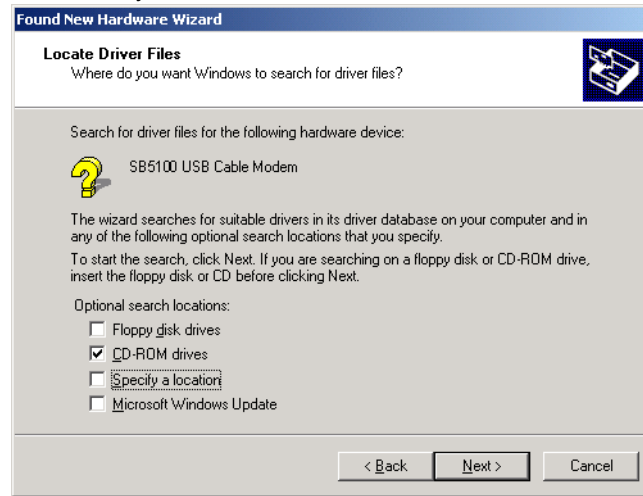 Found New Hardware Wizard
Locate Driver Files
Where do you want Windows to search for driver files?
Search for driver files for the following hardware device:
SB5100 USB Cable Modem
The wizard searches for suitable drivers in its driver database on your computer and in
any of the following optional search locations that you specify.
To start the search, click Next. If you are searching on a floppy disk or CD-ROM drive,
insert the floppy disk or CD before clicking Next.
Optional search locations:
Floppy disk drives
CD-ROM drives
Specify a location
Microsoft Windows Update
< Back Next > Cancel